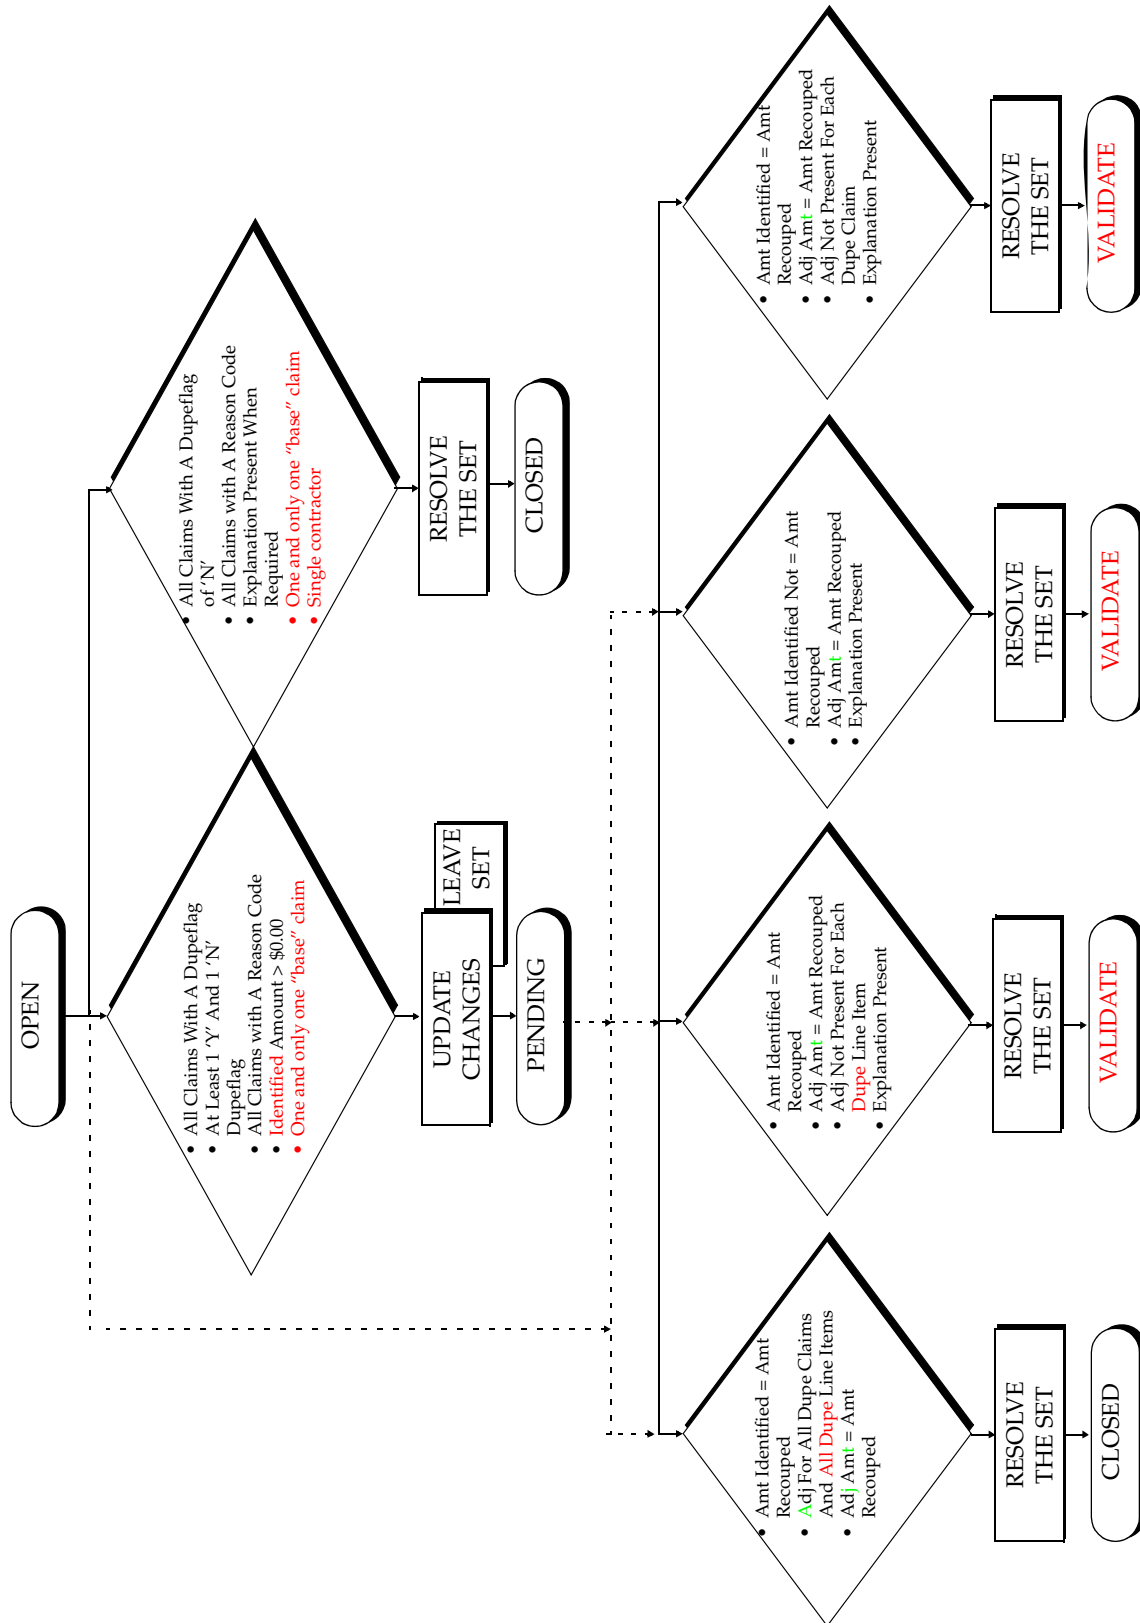 OPEN
• All Claims With A Dupeflag
• At Least 1 ‘Y’ And 1 ‘N’
Dupeflag
• All Claims with A Reason Code
• Identified Amount > $0.00
• One and only one “base” claim
• All Claims With A Dupeflag
of ‘N’
• All Claims with A Reason Code
• Explanation Present When
Required
• One and only one “base” claim
• Single contractor
UPDATE
CHANGES
LEAVE
SET
PENDING
RESOLVE
THE SET
CLOSED
• Amt Identified = Amt
Recouped
• Adj For All Dupe Claims
And All Dupe Line Items
• Adj Amt = Amt
Recouped
RESOLVE
THE SET
CLOSED
• Amt Identified = Amt
Recouped
• Adj Amt = Amt Recouped
• Adj Not Present For Each
Dupe Line Item
• Explanation Present
RESOLVE
THE SET
VALIDATE
• Amt Identified Not = Amt
Recouped
• Adj Amt = Amt Recouped
• Explanation Present
RESOLVE
THE SET
VALIDATE
• Amt Identified = Amt
Recouped
• Adj Amt = Amt Recouped
• Adj Not Present For Each
Dupe Claim
• Explanation Present
RESOLVE
THE SET
VALIDATE